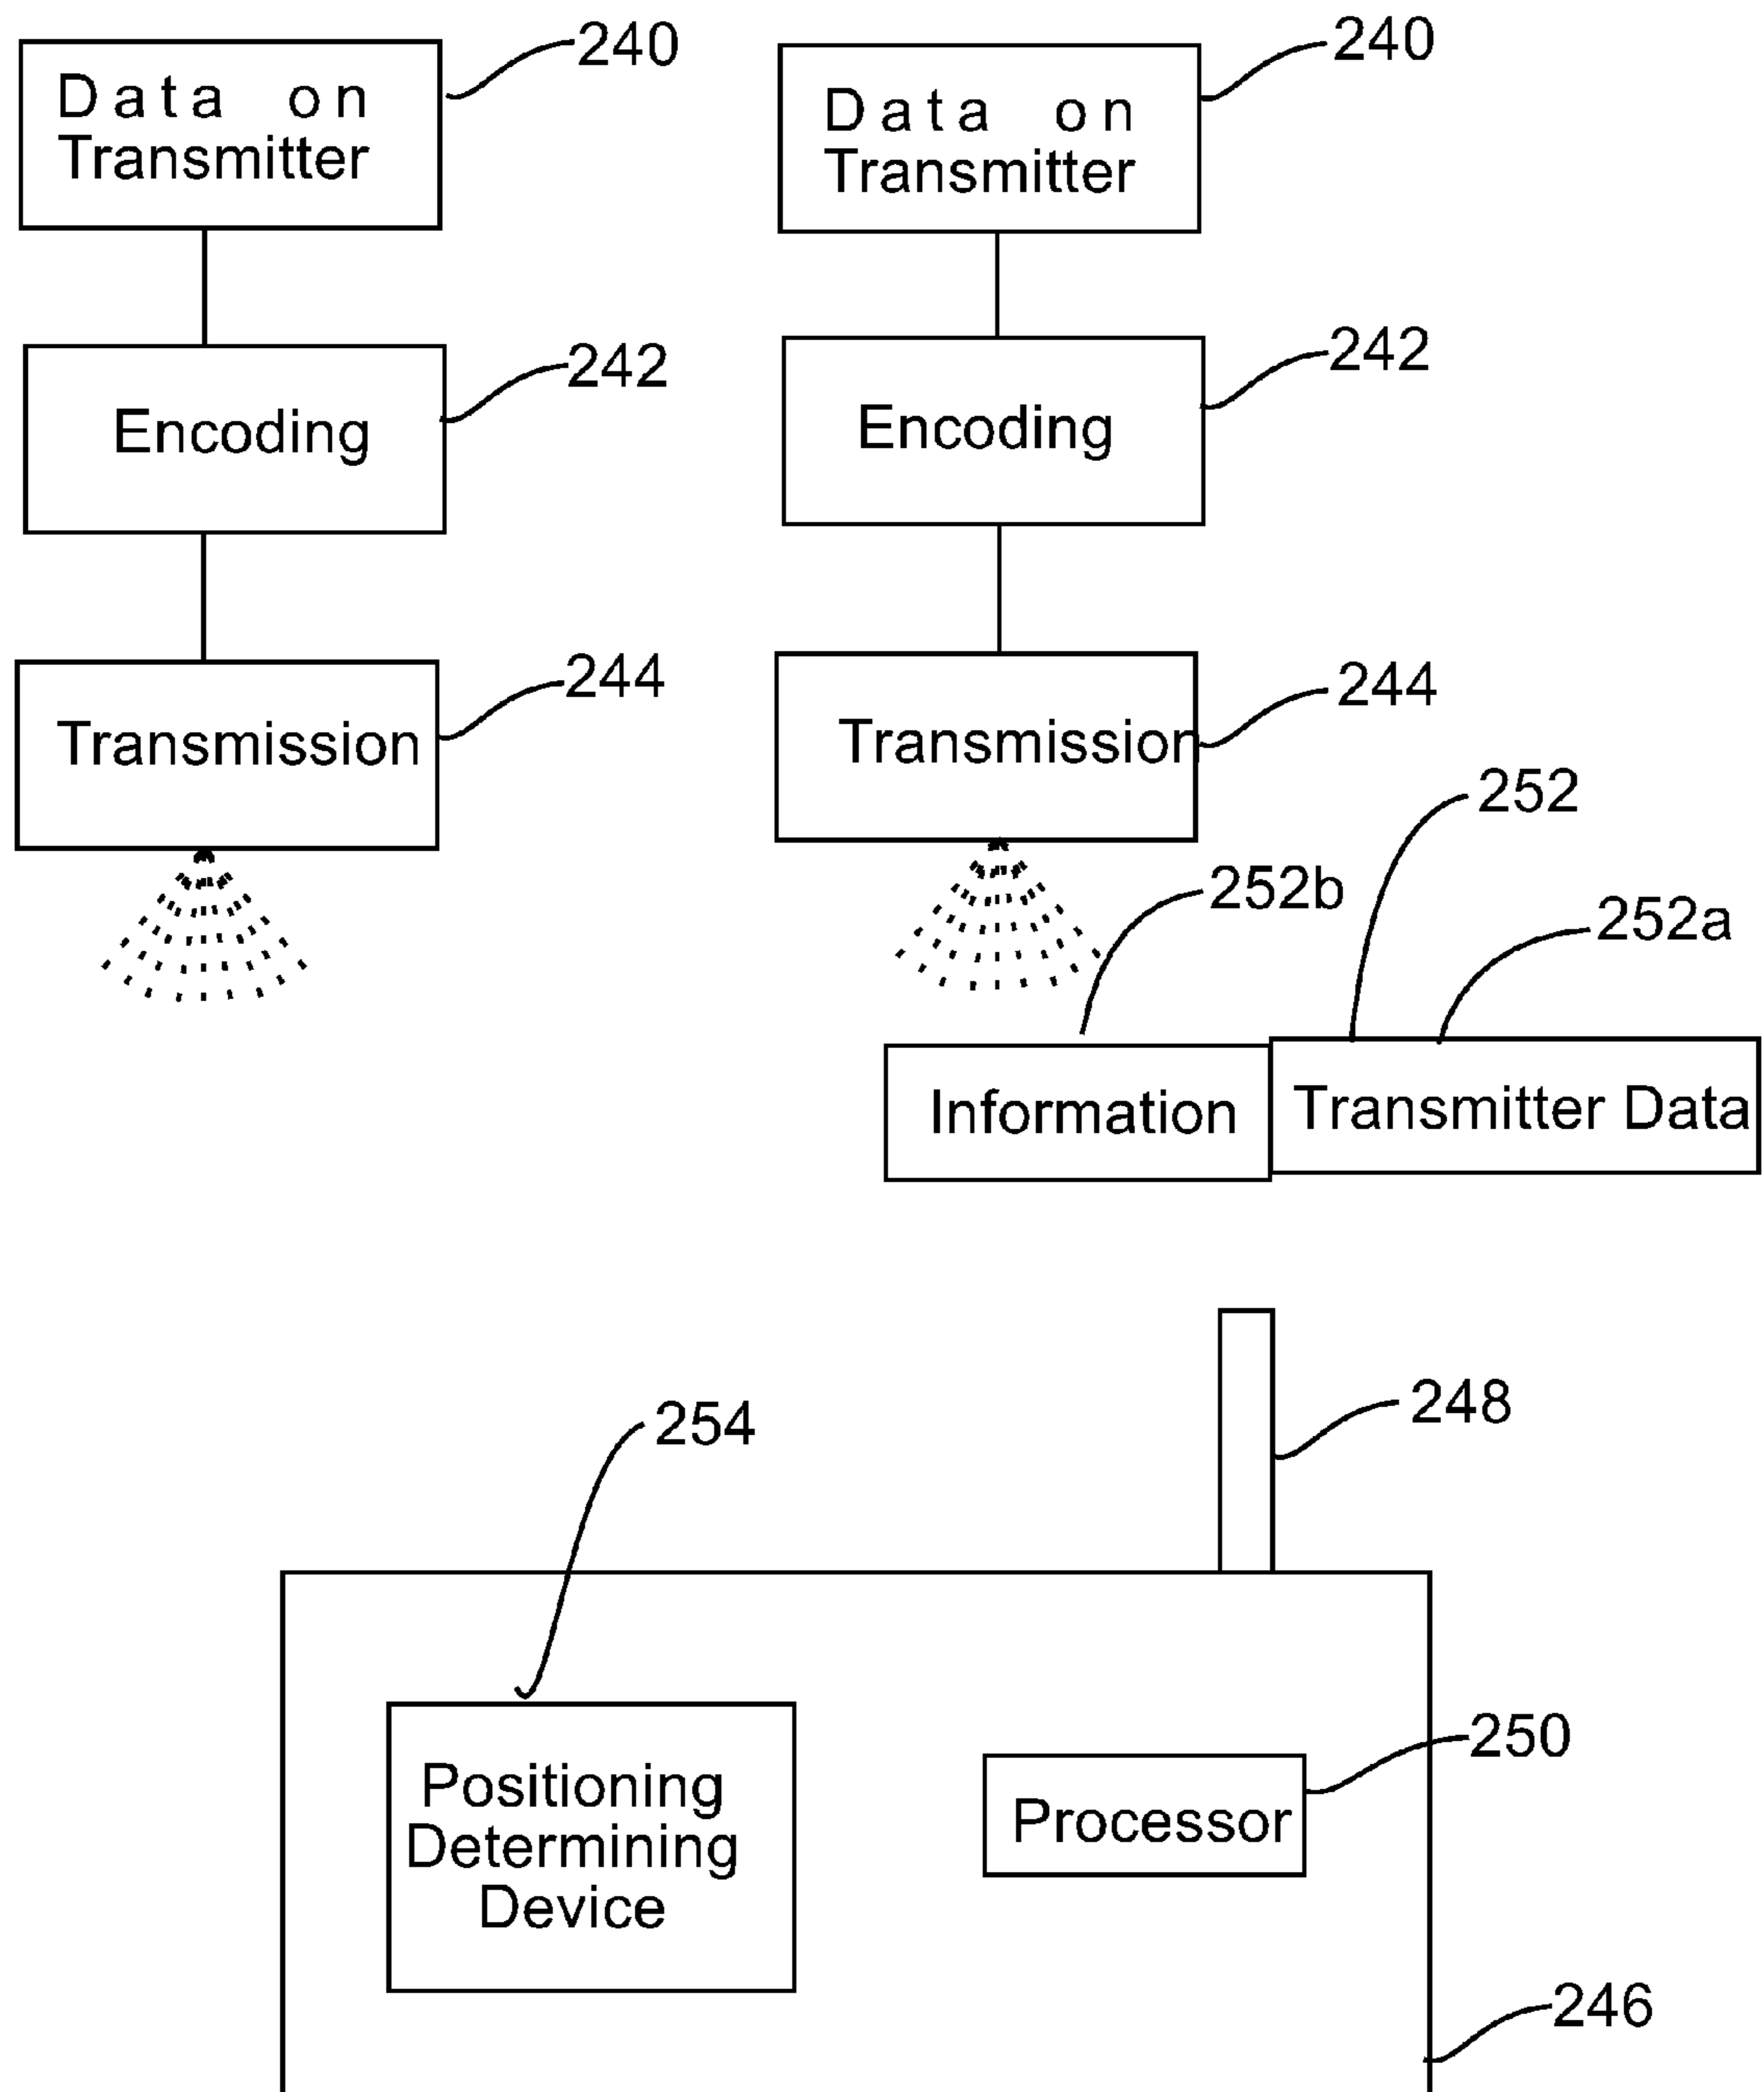 240
240
Data on
Transmitter
Data on
Transmitter
242
242
Encoding
Encoding
244
244
Transmission
Transmission
252
252b
252a
Information
Transmitter Data
248
254
250
Positioning
Determining
Device
Processor
246